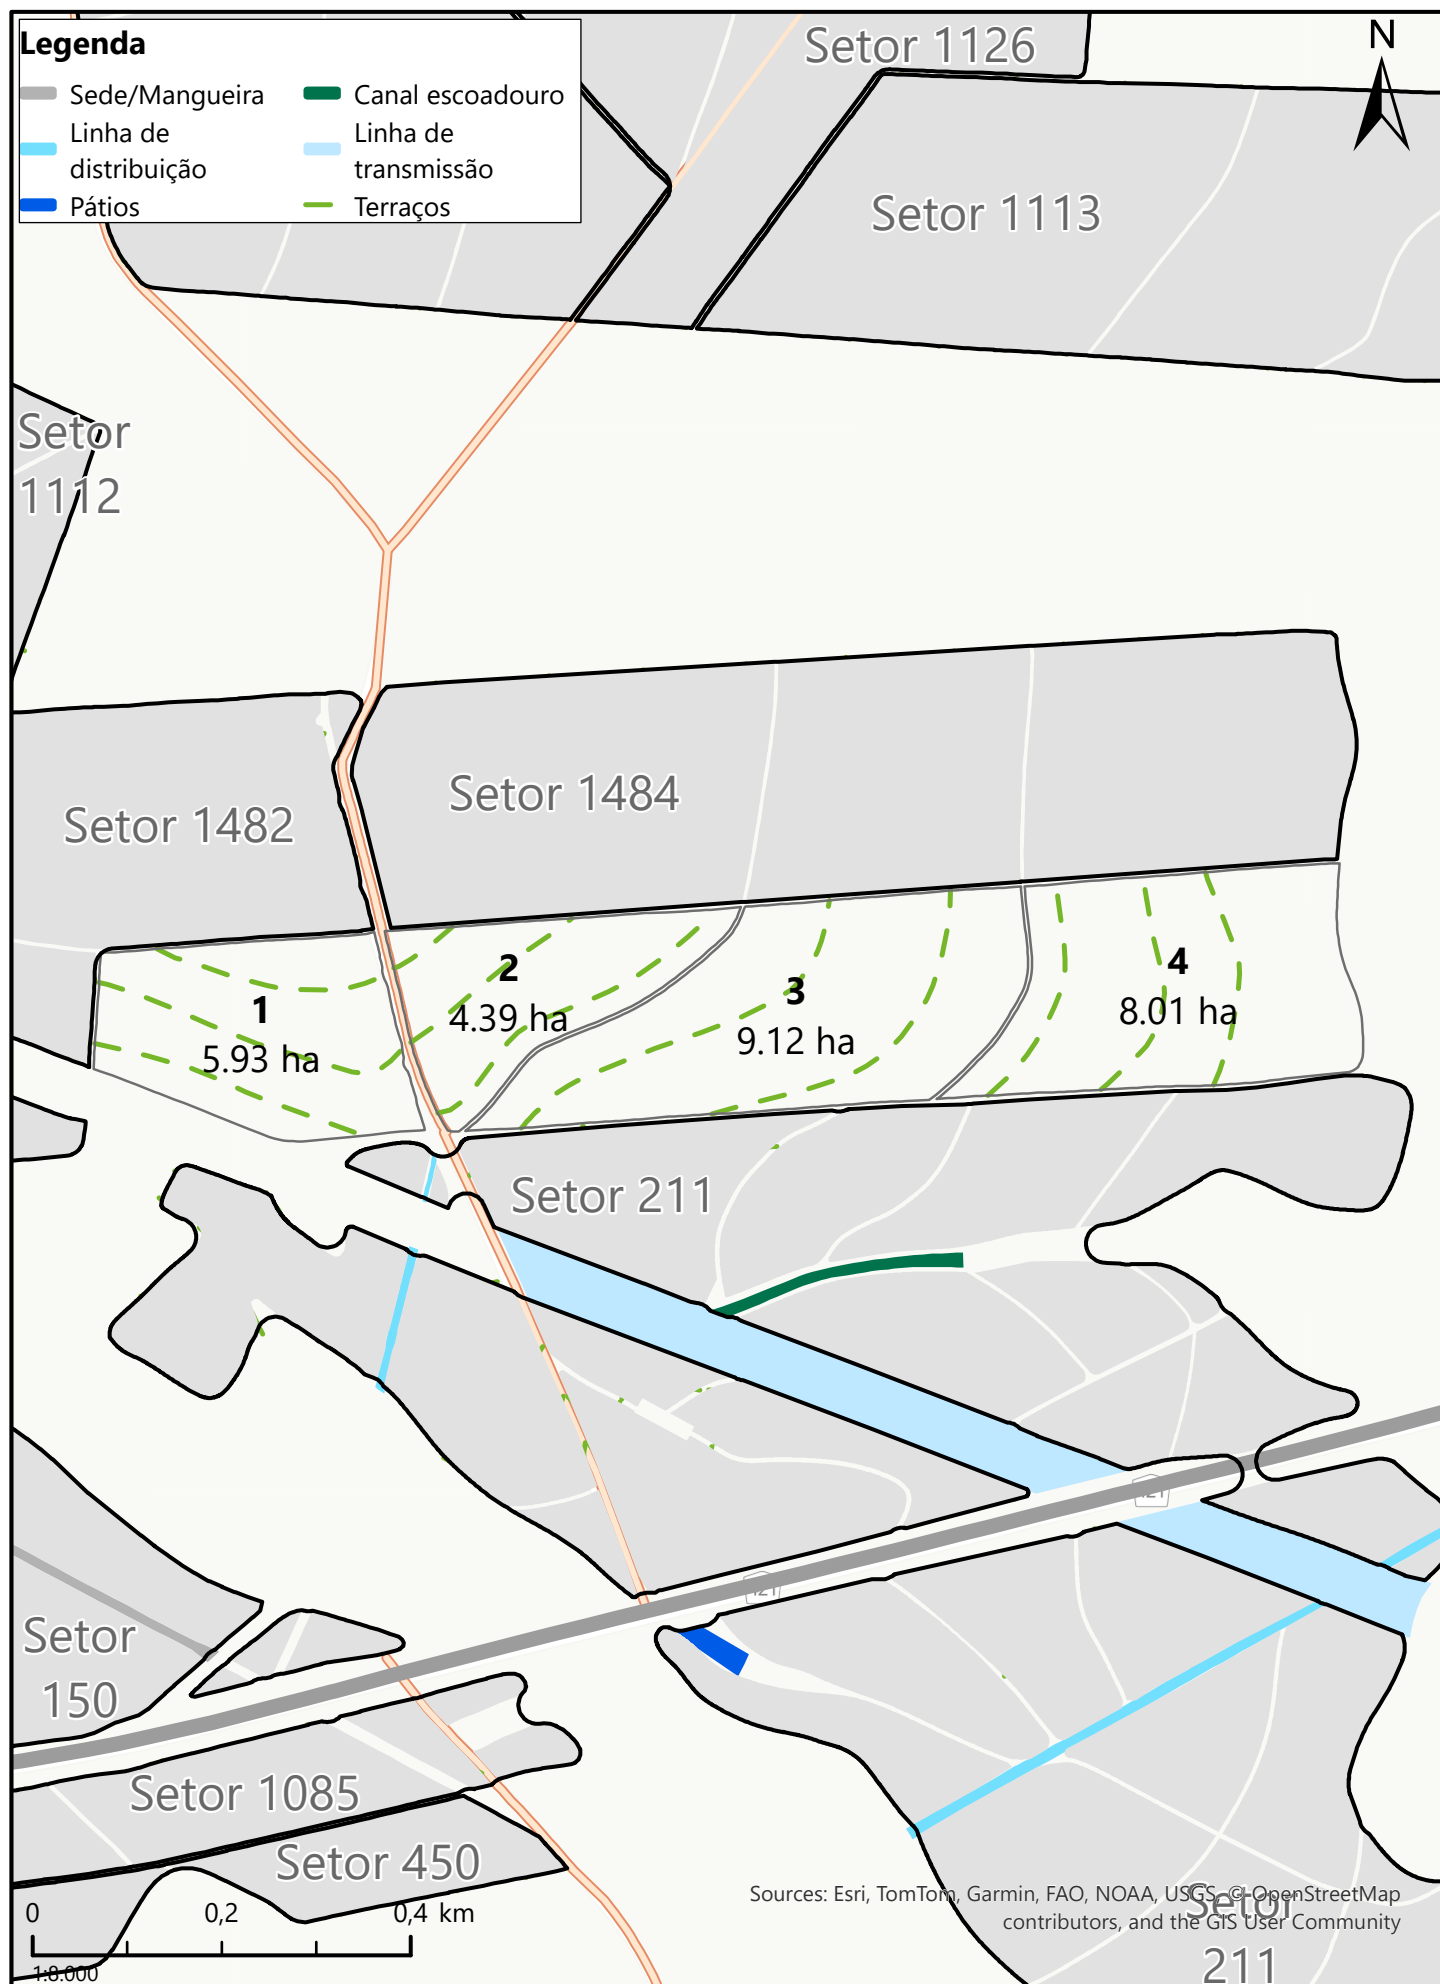 Legenda
Sede/Mangueira
Canal escoadouro
Linha de
distribuição
Linha de
transmissão
Pátios
Terraços
N
Setor 1126
Setor 1113
Setor
1112
Setor 1484
Setor 1482
1
5.93 ha
2
4.39 ha
3
9.12 ha
4
8.01 ha
Setor 211
421
421
Setor
150
Setor 1085
Setor 450
Setor
211
0
0,2
0,4 km
1:8.000
Sources: Esri, TomTom, Garmin, FAO, NOAA, USGS, © OpenStreetMap
contributors, and the GIS User Community